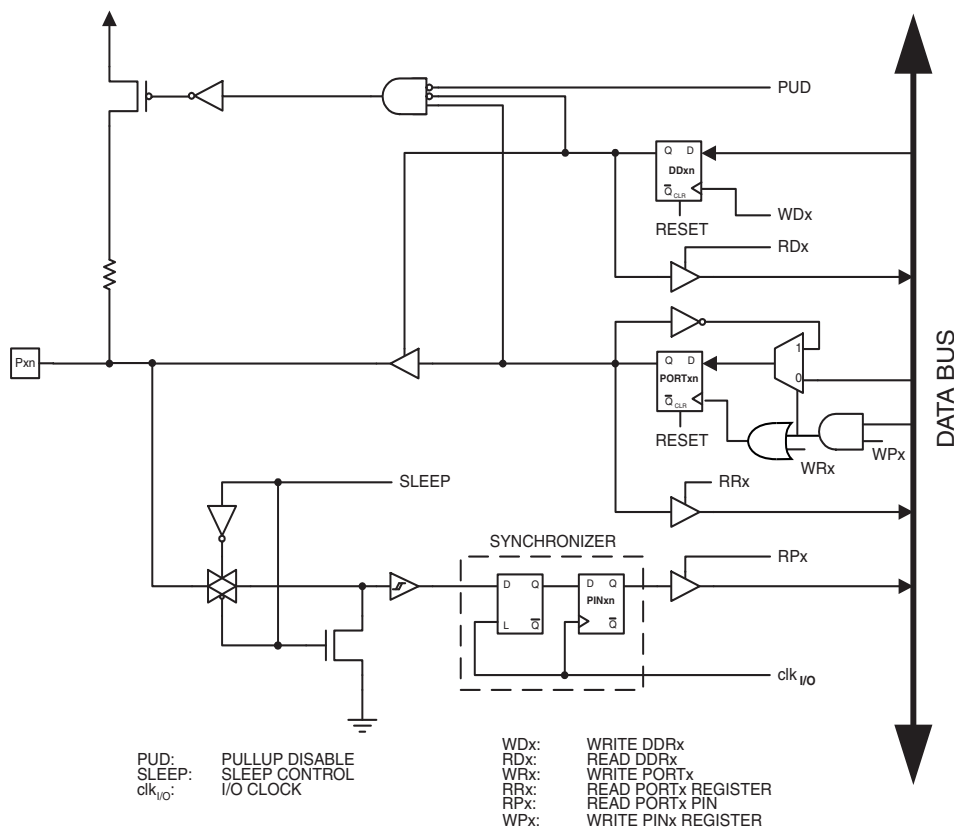 PUD
Q D
DDxn
Q CLR
WDx
RESET
RDx
Pxn
1
Q D
PORTxn
0
Q CLR
RESET
WRx
WPx
DATA BUS
SLEEP
RRx
SYNCHRONIZER
RPx
D Q
D Q
PINxn
L Q
Q
clk I/O
PUD: PULLUP DISABLE
SLEEP: SLEEP CONTROL
clkI/O: I/O CLOCK
WDx: WRITE DDRx
RDx: READ DDRx
WRx: WRITE PORTx
RRx: READ PORTx REGISTER
RPx: READ PORTx PIN
WPx: WRITE PINx REGISTER